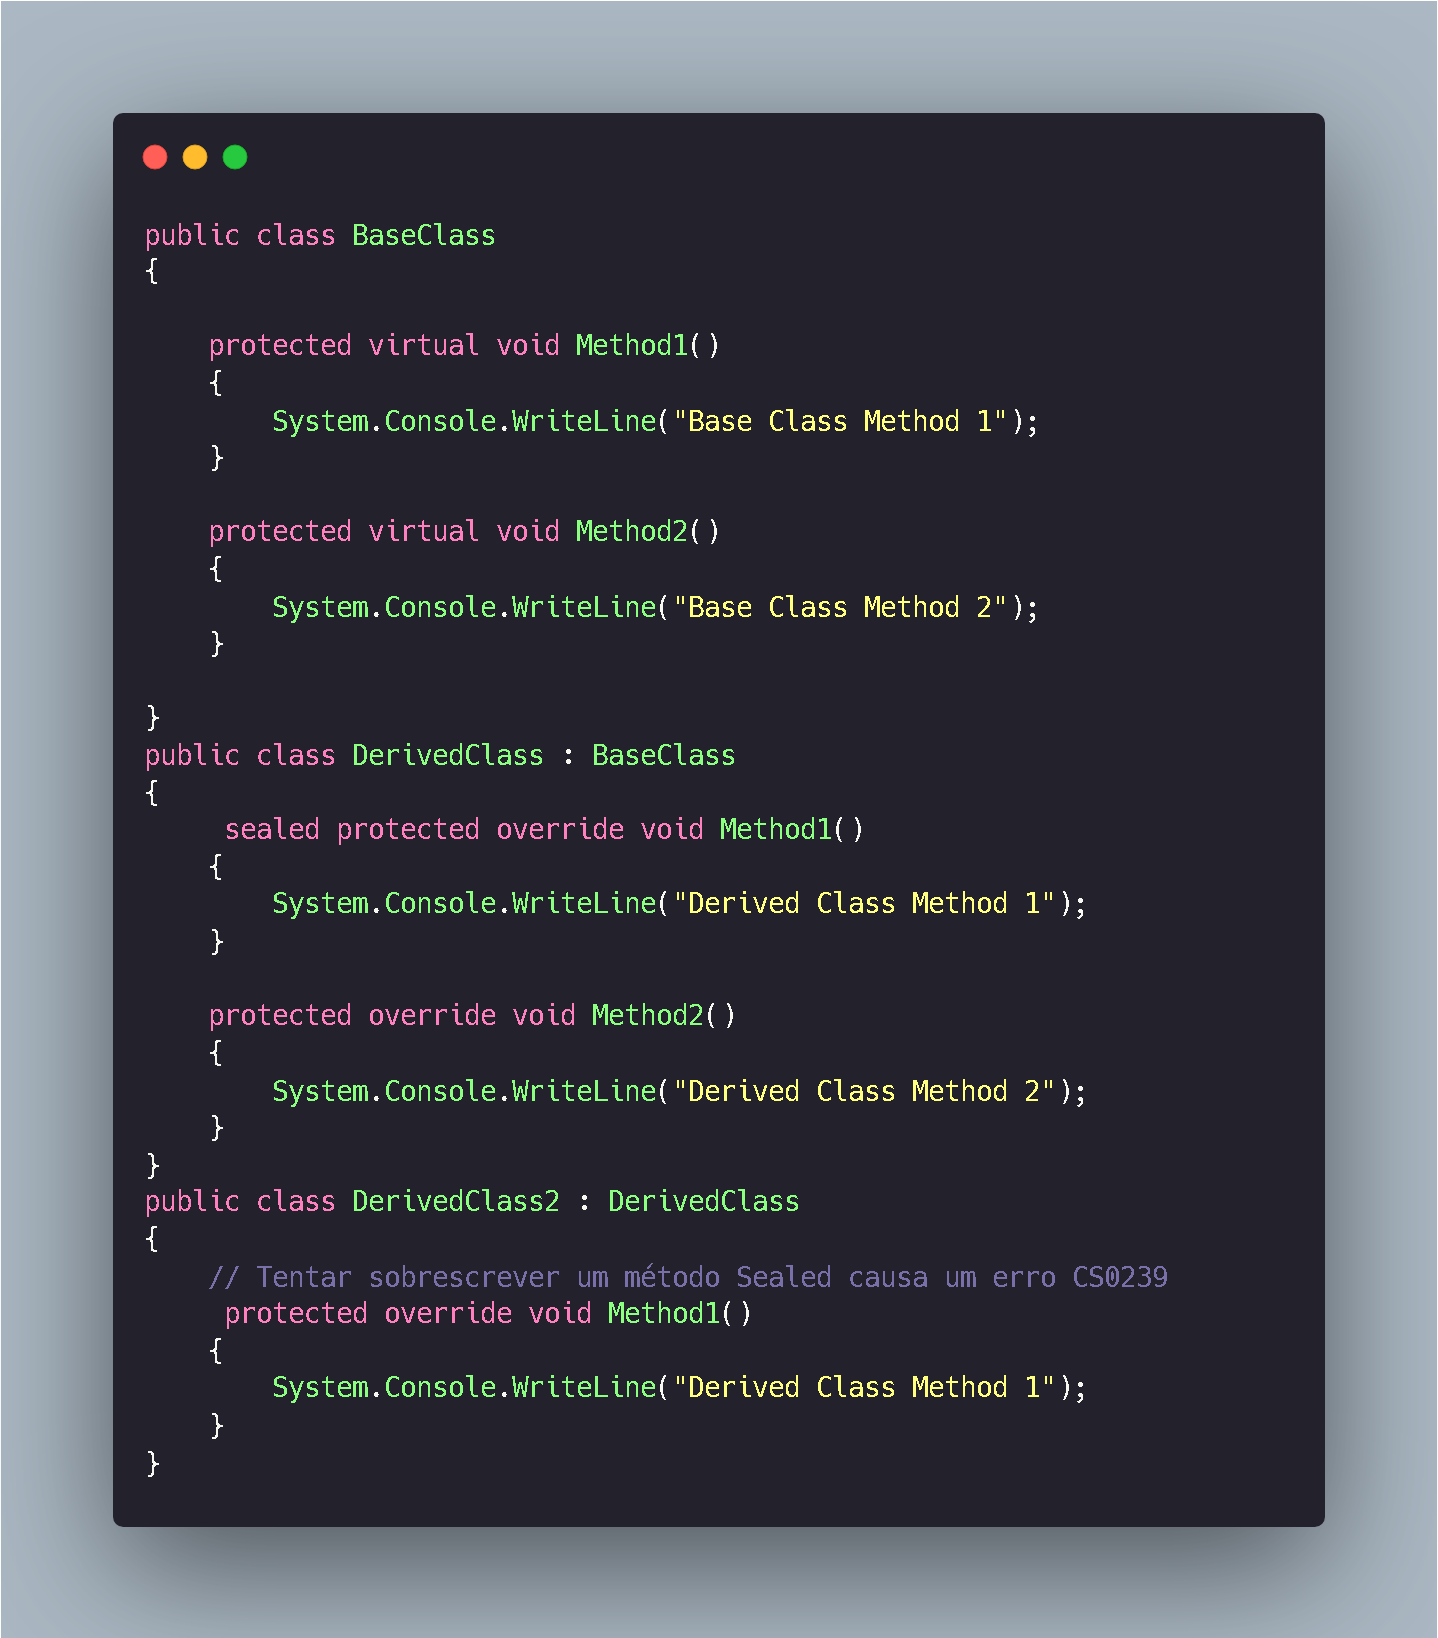 public class BaseClass
{
    protected virtual void Method1()
    {
        System.Console.WriteLine("Base Class Method 1");
    }
    protected virtual void Method2()
    {
        System.Console.WriteLine("Base Class Method 2");
    }
}
public class DerivedClass : BaseClass
{
     sealed protected override void Method1()
    {
        System.Console.WriteLine("Derived Class Method 1");
    }
    protected override void Method2()
    {
        System.Console.WriteLine("Derived Class Method 2");
    }
}
public class DerivedClass2 : DerivedClass
{
    // Tentar sobrescrever um método Sealed causa um erro CS0239
     protected override void Method1()
    {
        System.Console.WriteLine("Derived Class Method 1");
    }
}